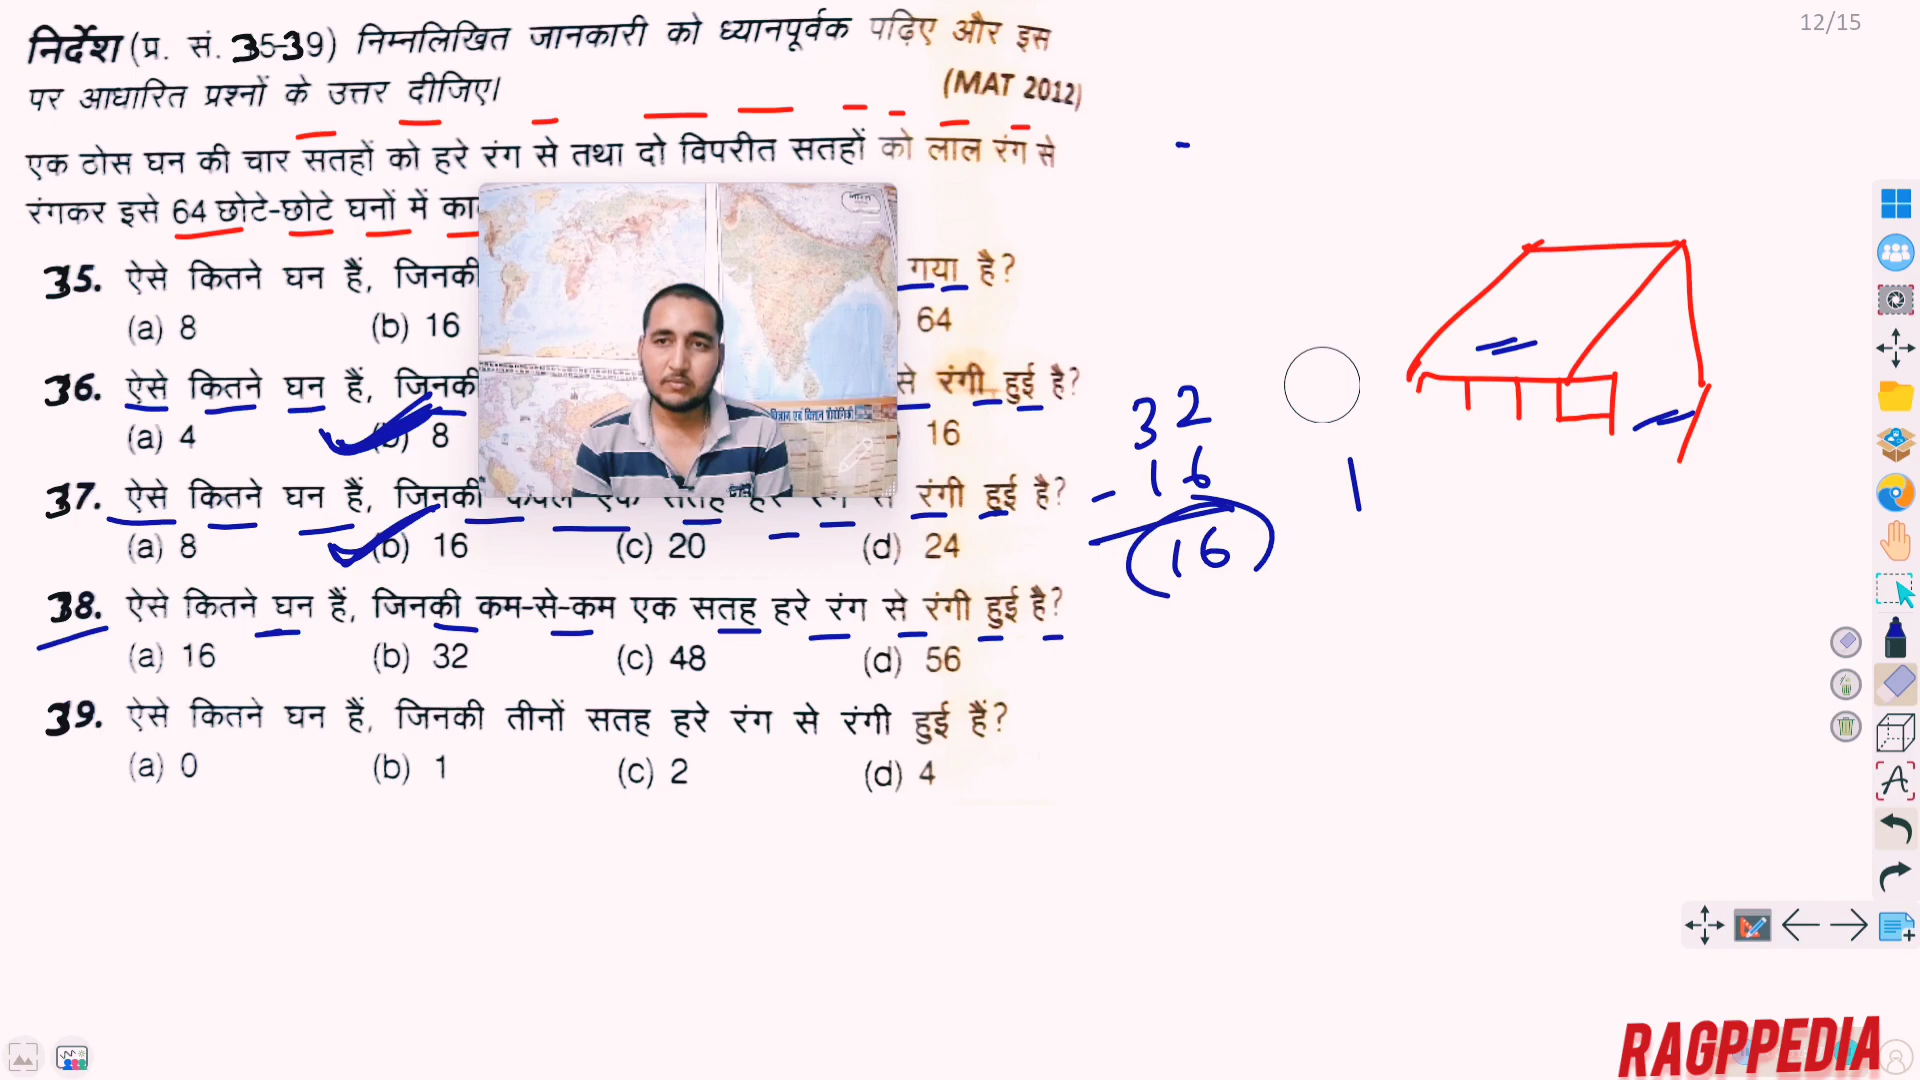 12/15
निर्देश (प्र. सं. 35-39) निम्नलिखित जानकारी को ध्यानपूर्वक पढ़िए और इस
पर आधारित प्रश्नों के उत्तर दीजिए। (MAT 2012)
एक ठोस घन की चार सतहों को हरे रंग से तथा दो विपरीत सतहों को लाल रंग से
रंगकर इसे 64 छोटे-छोटे घनों में
35. ऐसे कितने घन हैं, जिनकी गया है?
(a) 8 (b) 16 64
36. ऐसे कितने घन हैं, जिनकी से रंगी हुई है?
(a) 4 (b) 8 16
37. ऐसे कितने घन हैं, जिनकी केवल एक सतह हरे रंग से रंगी हुई है?
(a) 8 (b) 16 (c) 20 (d) 24
38. ऐसे कितने घन हैं, जिनकी कम-से-कम एक सतह हरे रंग से रंगी हुई है?
(a) 16 (b) 32 (c) 48 (d) 56
39. ऐसे कितने घन हैं, जिनकी तीनों सतह हरे रंग से रंगी हुई हैं?
(a) 0 (b) 1 (c) 2 (d) 4
32
- 16
(16)
1
RAGPPEDIA